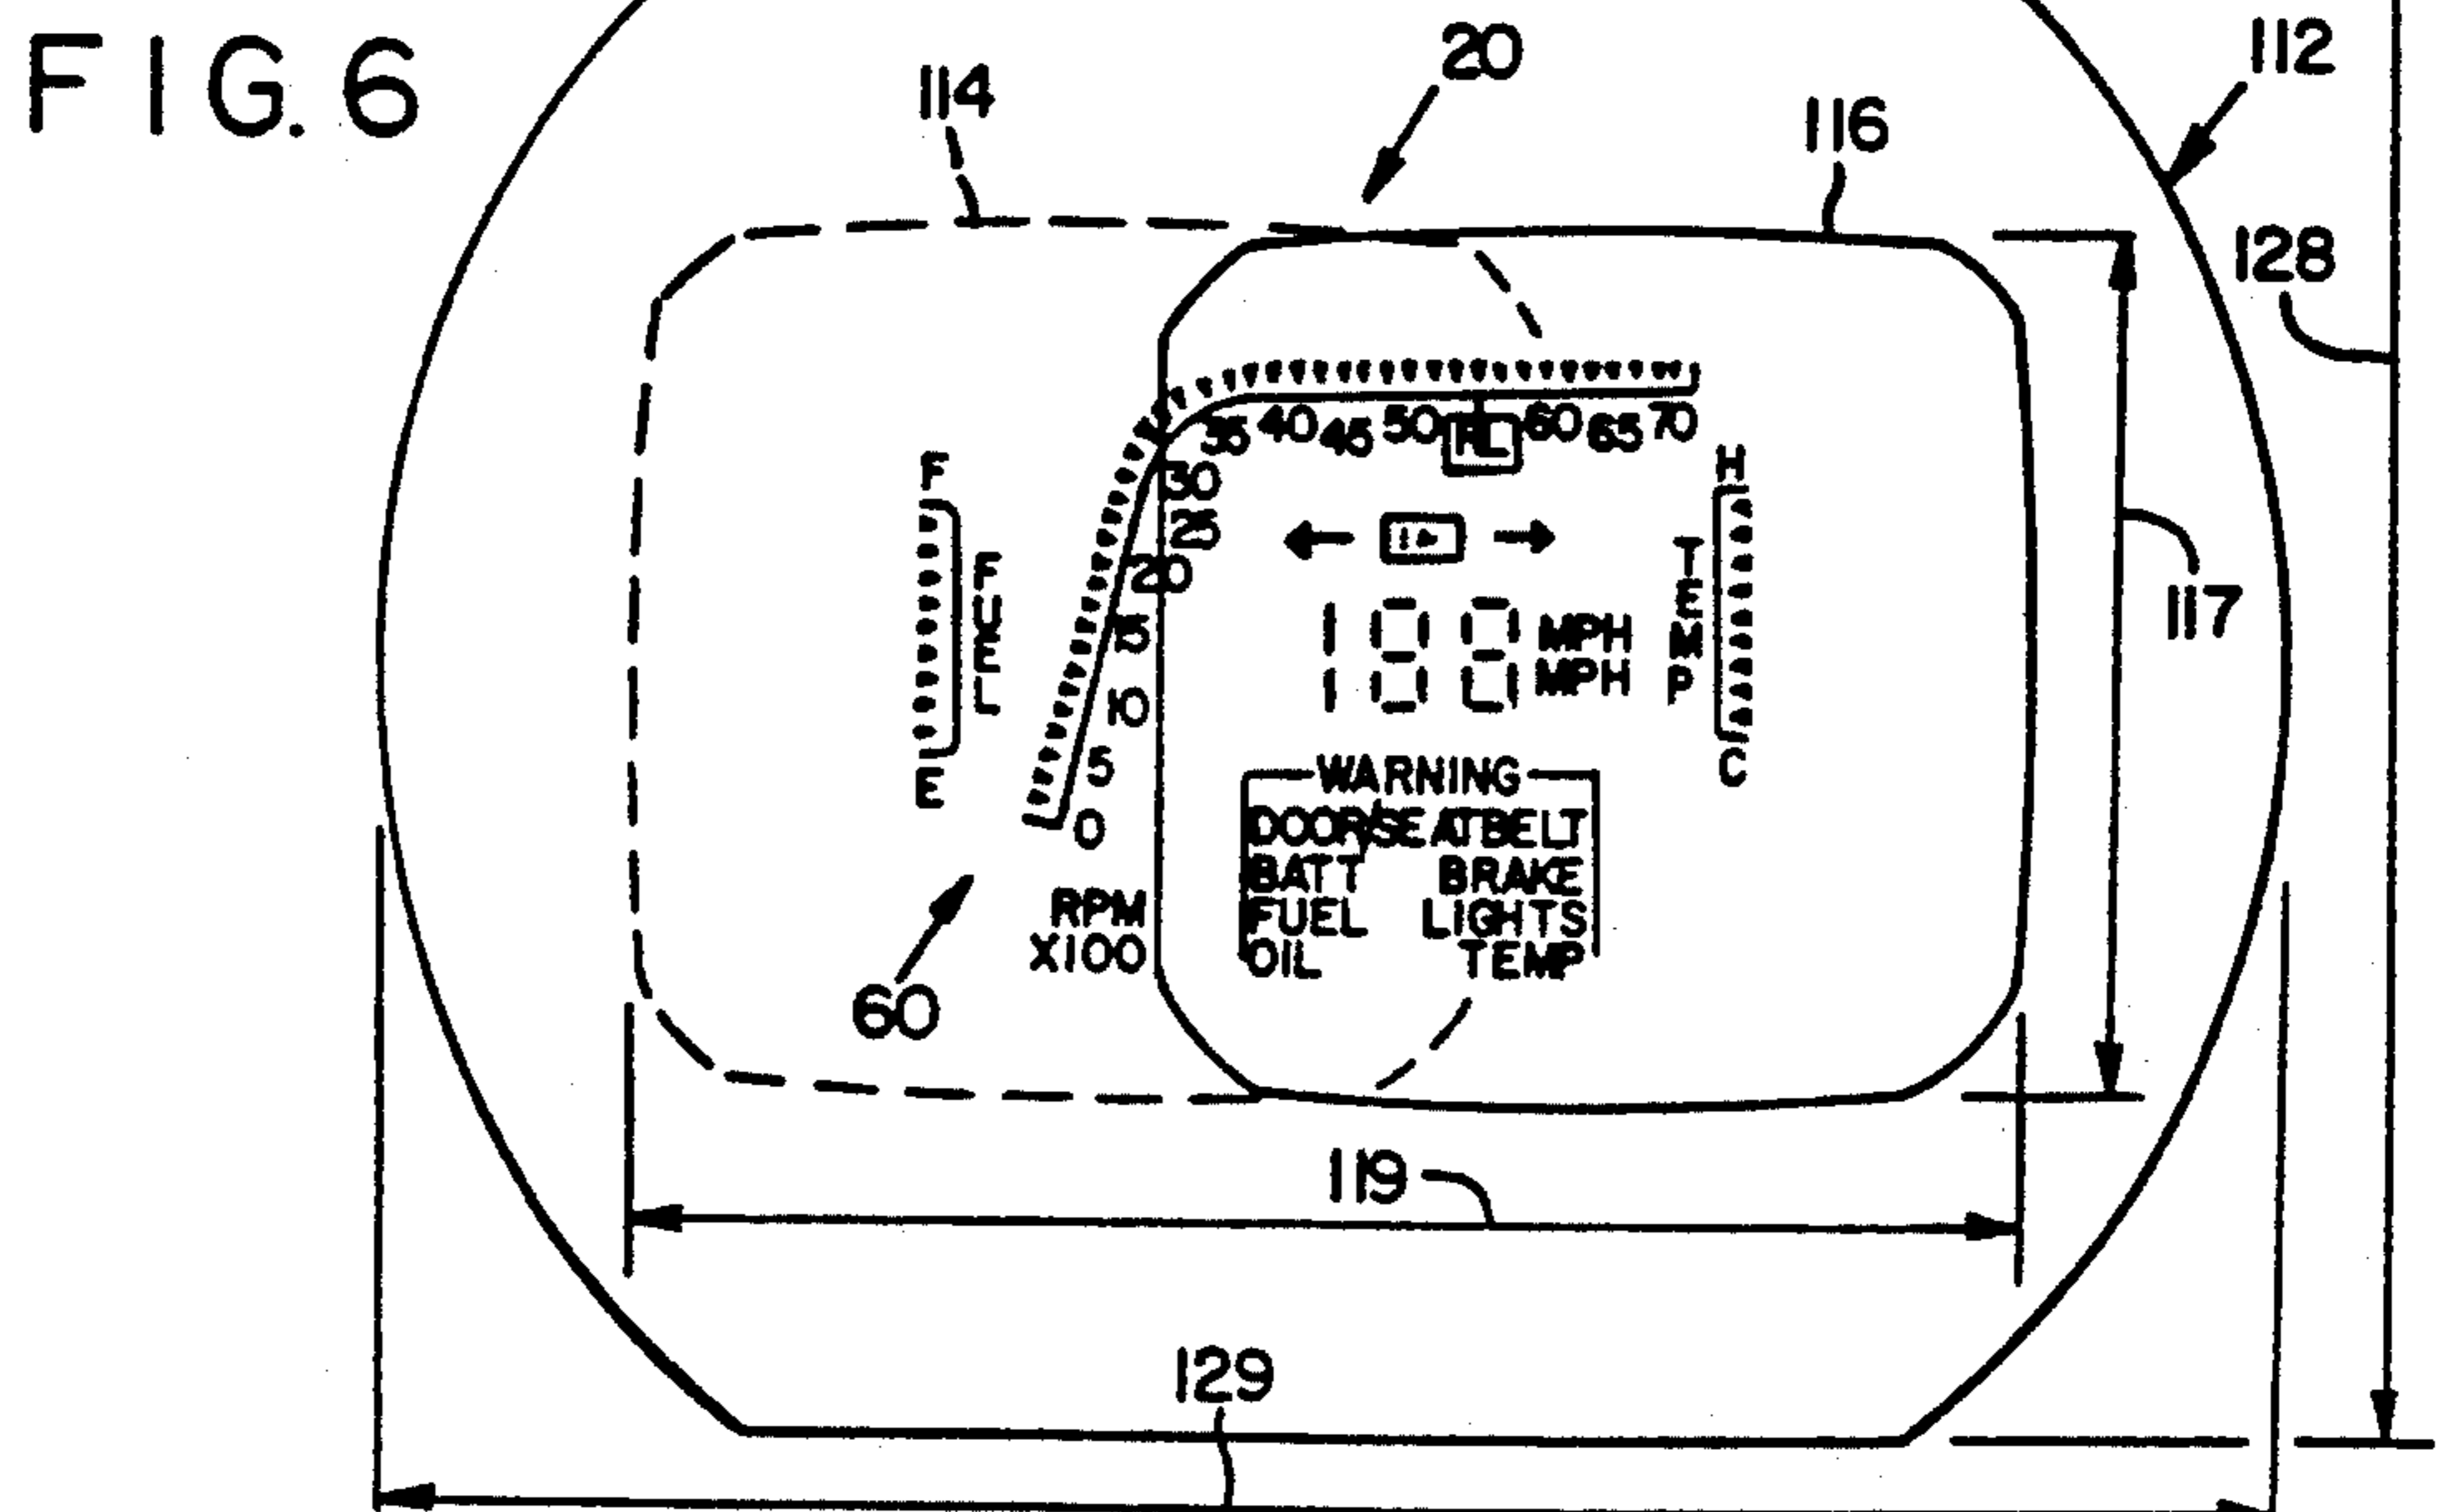 FIG.6
112
20
114
116
128
35 40 45 50 60 65 70
30
25
20
15
10
5
0
F
FUEL
E
H
TEMP
C
117
188 MPH
MPH
WARNING
DOOR/SEATBELT
BATT BRAKE
FUEL LIGHTS
OIL TEMP
RPM
X100
60
119
129